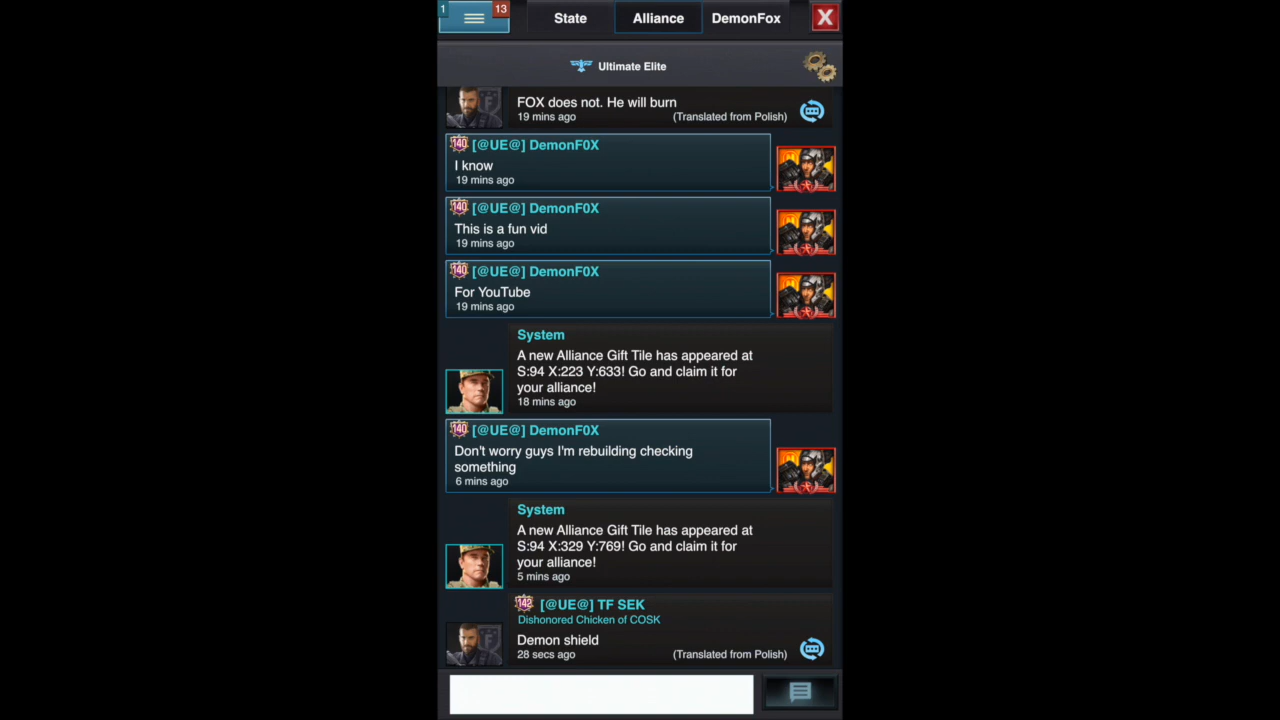 1
13
State
Alliance
DemonFox
X
Ultimate Elite
FOX does not. He will burn
19 mins ago
(Translated from Polish)
140 [@UE@] DemonF0X
I know
19 mins ago
140 [@UE@] DemonF0X
This is a fun vid
19 mins ago
140 [@UE@] DemonF0X
For YouTube
19 mins ago
System
A new Alliance Gift Tile has appeared at
S:94 X:223 Y:633! Go and claim it for
your alliance!
18 mins ago
140 [@UE@] DemonF0X
Don't worry guys I'm rebuilding checking
something
6 mins ago
System
A new Alliance Gift Tile has appeared at
S:94 X:329 Y:769! Go and claim it for
your alliance!
5 mins ago
142 [@UE@] TF SEK
Dishonored Chicken of COSK
Demon shield
28 secs ago
(Translated from Polish)